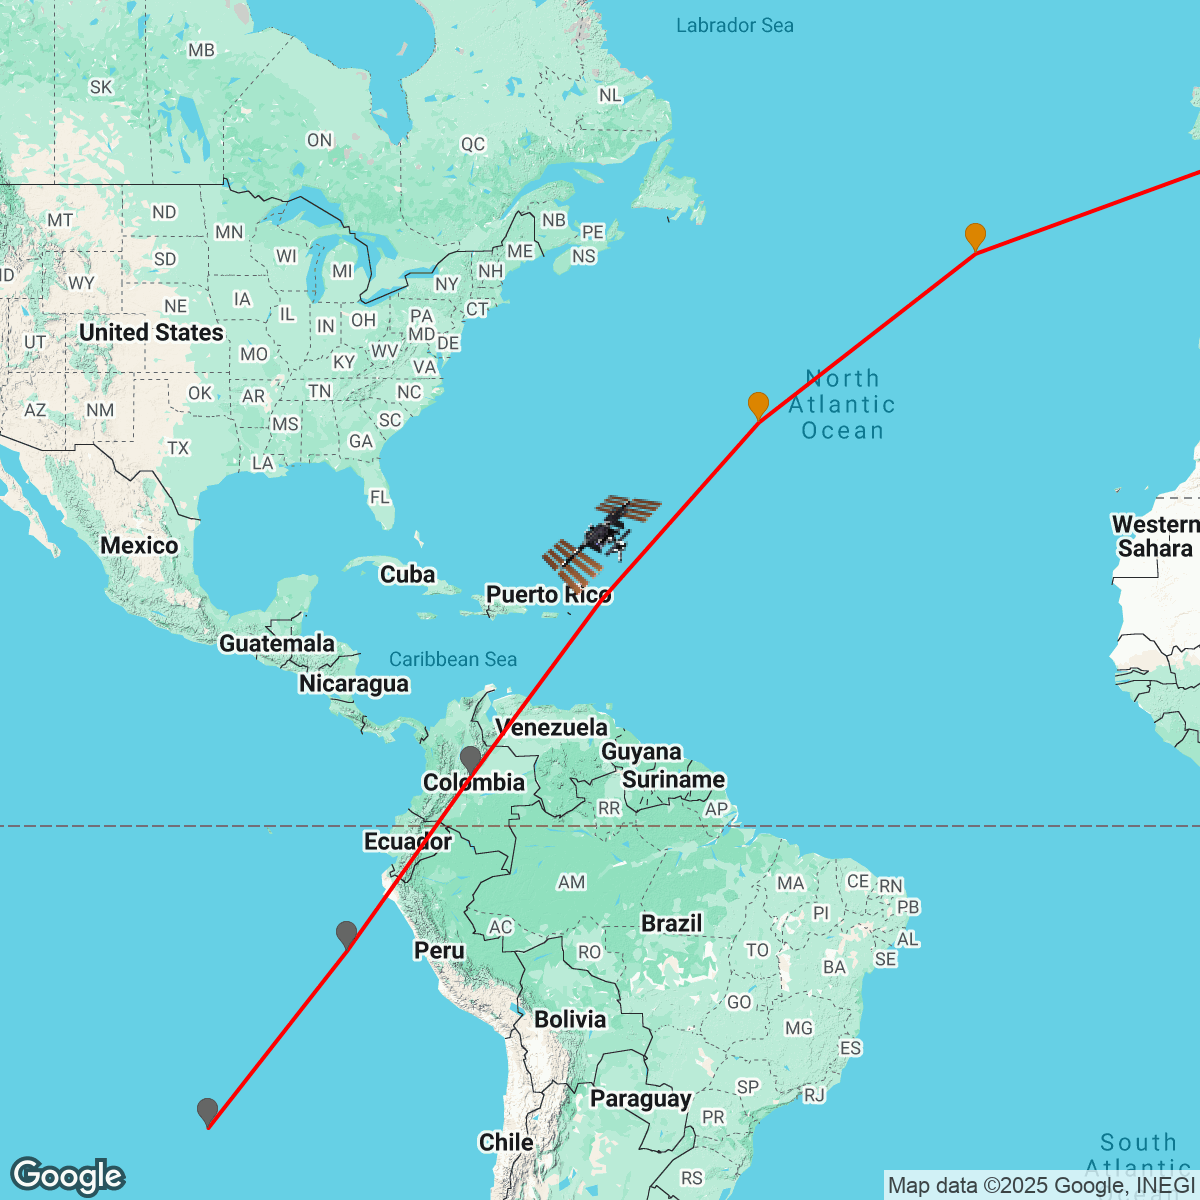 Labrador Sea
MB
SK
NL
ON
QC
MT
ND
NB
PE
MN
ME
NS
WI
SD
MI
NH
ID
WY
NY
IA
NE
CT
IL
PA
OH
IN
United States
MD
DE
UT
WV
MO
KY
VA
North
Atlantic
Ocean
OK
AR
TN
NC
AZ
NM
MS
SC
GA
TX
LA
FL
Western
Sahara
Mexico
Cuba
Puerto Rico
Guatemala
Caribbean Sea
Nicaragua
Venezuela
Guyana
Suriname
Colombia
RR
AP
Ecuador
AM
MA
CE
RN
PI
PB
AC
Brazil
AL
Peru
RO
TO
SE
BA
GO
Bolivia
MG
ES
SP
RJ
Paraguay
PR
Chile
South
Atlantic
RS
Google
Map data ©2025 Google, INEGI